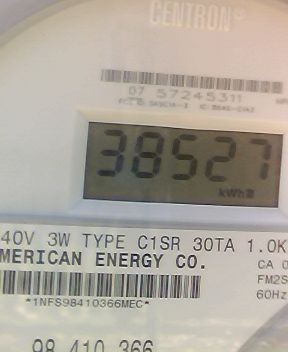 CENTRON®
07 57245311
38527
kWh
40V 3W TYPE C1SR 30TA 1.0K
MERICAN ENERGY CO.
CA 0
FM2S
60Hz
*1NFS98410366MEC*
98 410 366